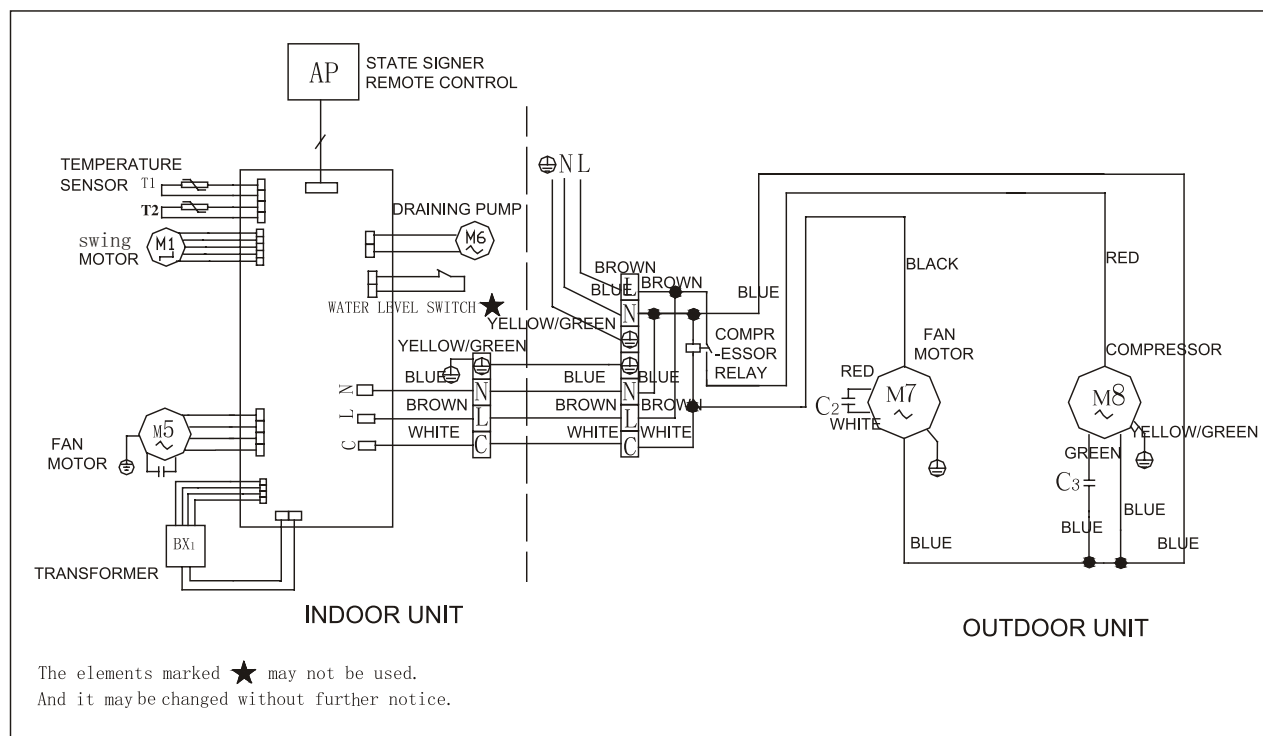 AP
STATE SIGNER
REMOTE CONTROL
TEMPERATURE
SENSOR T1
T2
swing
MOTOR
M1
DRAINING PUMP
M6
WATER LEVEL SWITCH ★
NL
BROWN
BLUE
YELLOW/GREEN
L
N
BROWN
BLUE
COMPR
-ESSOR
RELAY
YELLOW/GREEN
N
BLUE
N
BLUE
N
BLUE
L
BROWN
L
BROWN
L
BROWN
C
WHITE
C
WHITE
C
WHITE
FAN
MOTOR
M5
BX1
TRANSFORMER
INDOOR UNIT
BLACK
RED
FAN
MOTOR
COMPRESSOR
RED
C2
WHITE
M7
M8
YELLOW/GREEN
GREEN
C3
BLUE
BLUE
BLUE
BLUE
OUTDOOR UNIT
The elements marked ★ may not be used.
And it may be changed without further notice.